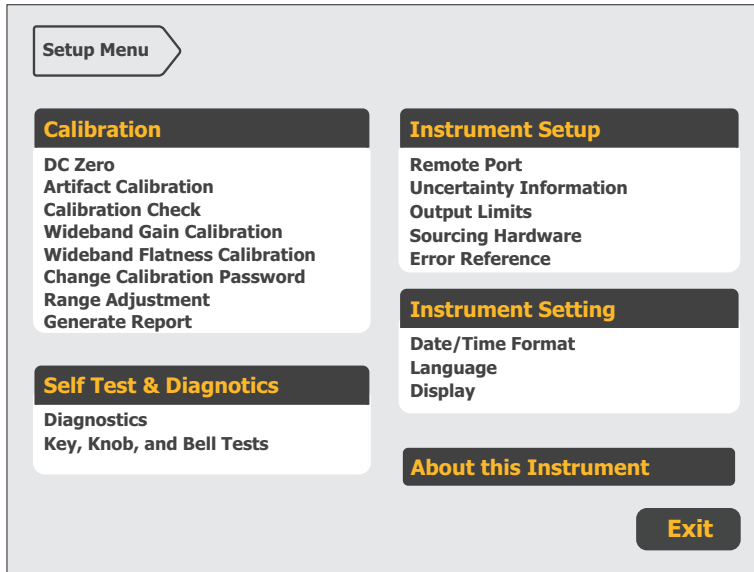 Setup Menu
Calibration
DC Zero
Artifact Calibration
Calibration Check
Wideband Gain Calibration
Wideband Flatness Calibration
Change Calibration Password
Range Adjustment
Generate Report
Self Test & Diagnotics
Diagnostics
Key, Knob, and Bell Tests
Instrument Setup
Remote Port
Uncertainty Information
Output Limits
Sourcing Hardware
Error Reference
Instrument Setting
Date/Time Format
Language
Display
About this Instrument
Exit